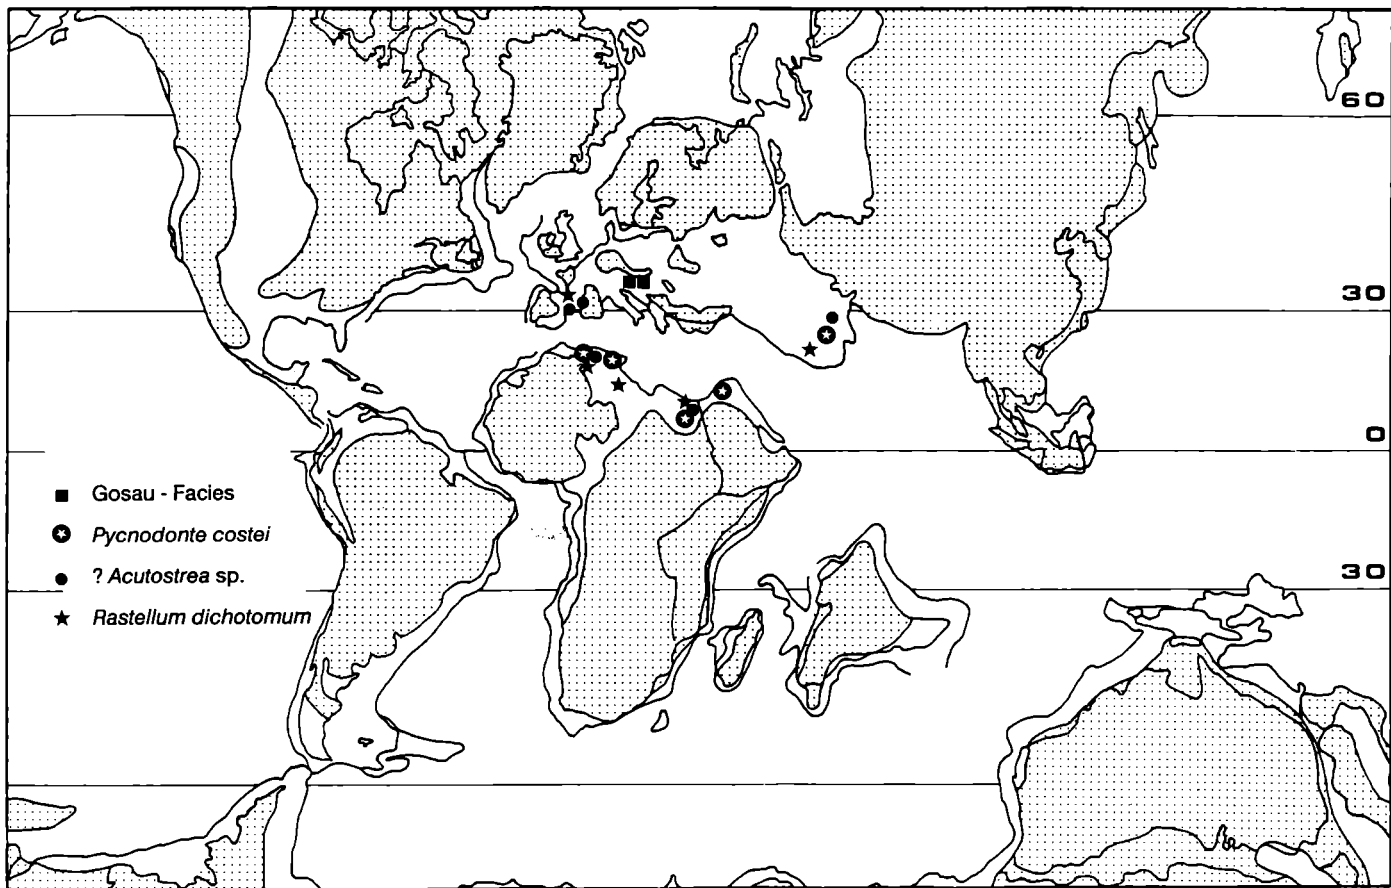 60
30
0
■ Gosau - Facies
✪ Pycnodonte costei
● ? Acutostrea sp.
30
★ Rastellum dichotomum